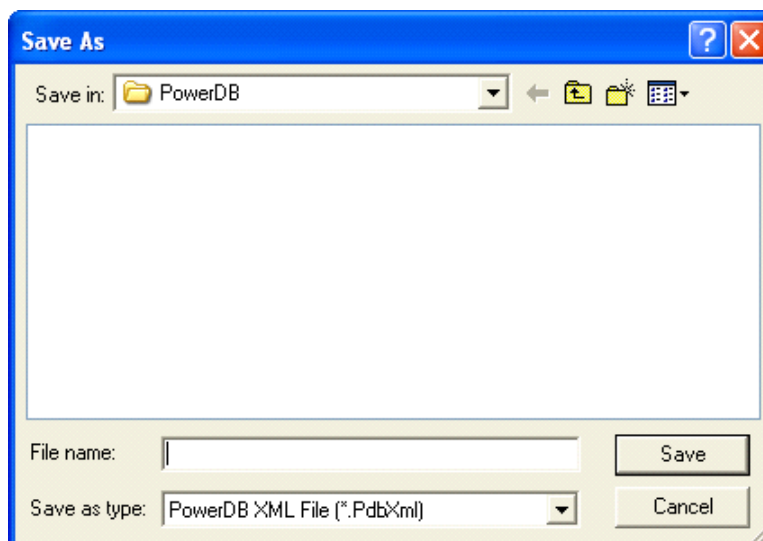 Save As
Save in: PowerDB
File name:
Save
Save as type: PowerDB XML File (*.PdbXml)
Cancel